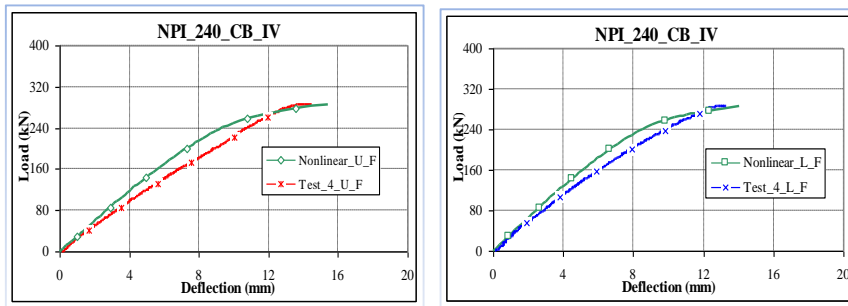 NPI_240_CB_IV
400
320
240
160
80
0
Load (kN)
Nonlinear_U_F
Test_4_U_F
0 4 8 12 16 20
Deflection (mm)
NPI_240_CB_IV
400
320
240
160
80
0
Load (kN)
Nonlinear_L_F
Test_4_L_F
0 4 8 12 16 20
Deflection (mm)